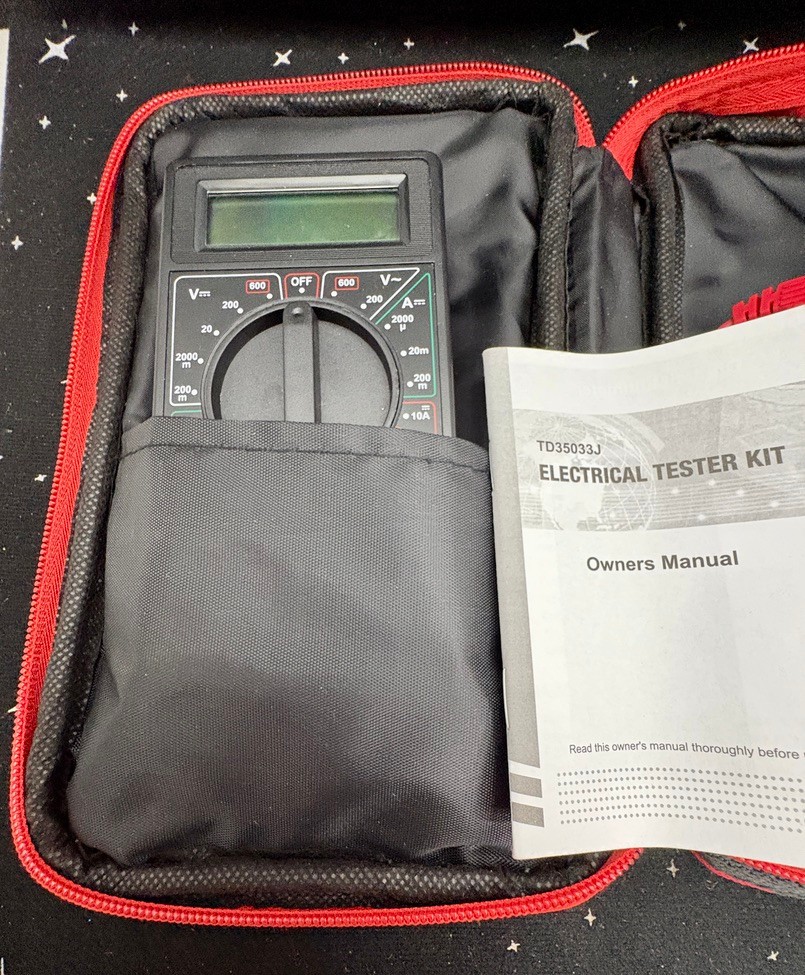 600 OFF 600
V⎓ V~
200 200
A⎓
20 2000
µ
2000
m 20m
200
m 200
m
10A
TD35033J
ELECTRICAL TESTER KIT
Owners Manual
Read this owner's manual thoroughly before